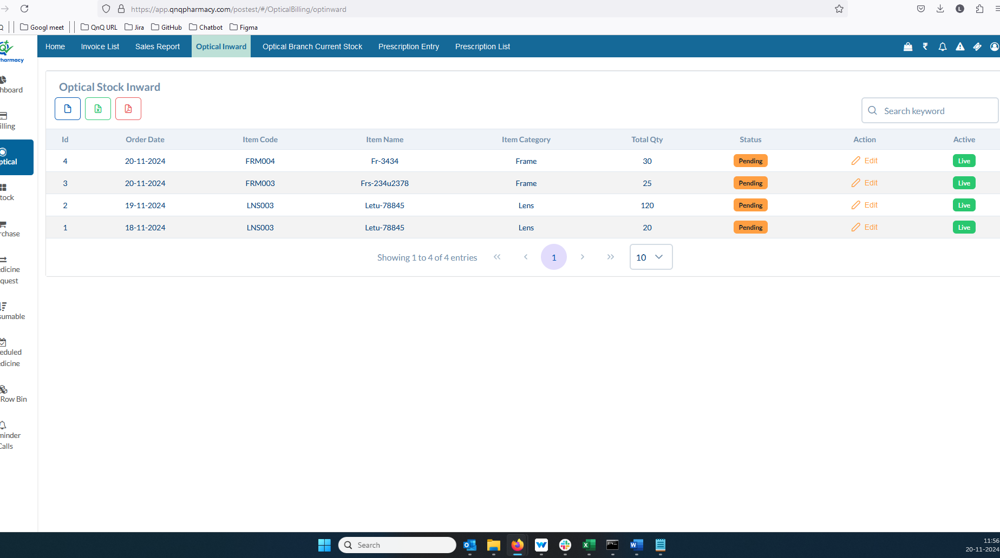 https://app.qnqpharmacy.com/postest/#/OpticalBilling/optinward
Googl meet QnQ URL Jira GitHub Chatbot Figma
Home Invoice List Sales Report Optical Inward Optical Branch Current Stock Prescription Entry Prescription List
harmacy
hboard
illing
ptical
tock
rchase
dicine
quest
sumable
eduled
dicine
Row Bin
minder
Calls
Optical Stock Inward
Search keyword
Id Order Date Item Code Item Name Item Category Total Qty Status Action Active
4 20-11-2024 FRM004 Fr-3434 Frame 30 Pending Edit Live
3 20-11-2024 FRM003 Frs-234u2378 Frame 25 Pending Edit Live
2 19-11-2024 LNS003 Letu-78845 Lens 120 Pending Edit Live
1 18-11-2024 LNS003 Letu-78845 Lens 20 Pending Edit Live
Showing 1 to 4 of 4 entries 1 10
Search
11:56
20-11-2024